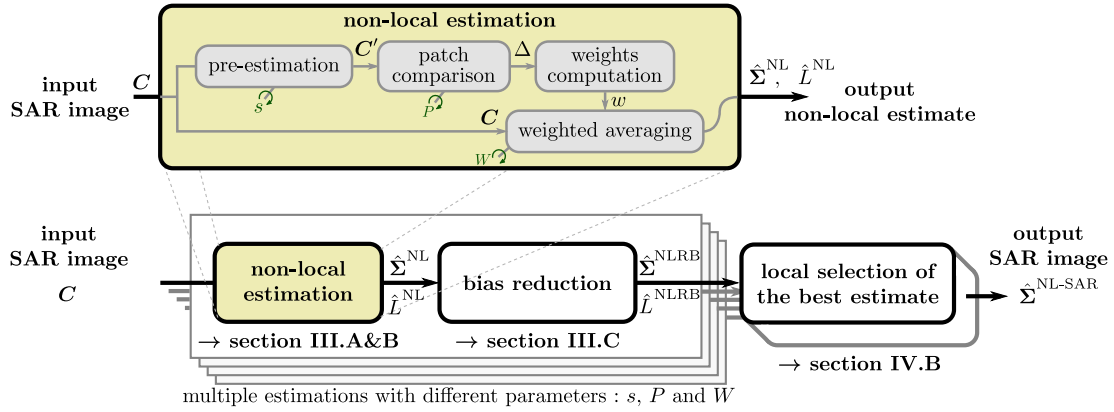 non-local estimation
input
SAR image
C
pre-estimation
s
C′
patch
comparison
P
Δ
weights
computation
w
C
weighted averaging
W
Σ̂^NL, L̂^NL
output
non-local estimate
input
SAR image
C
non-local
estimation
Σ̂^NL
L̂^NL
bias reduction
Σ̂^NLRB
L̂^NLRB
local selection of
the best estimate
output
SAR image
Σ̂^NL-SAR
→ section III.A&B
→ section III.C
→ section IV.B
multiple estimations with different parameters : s, P and W